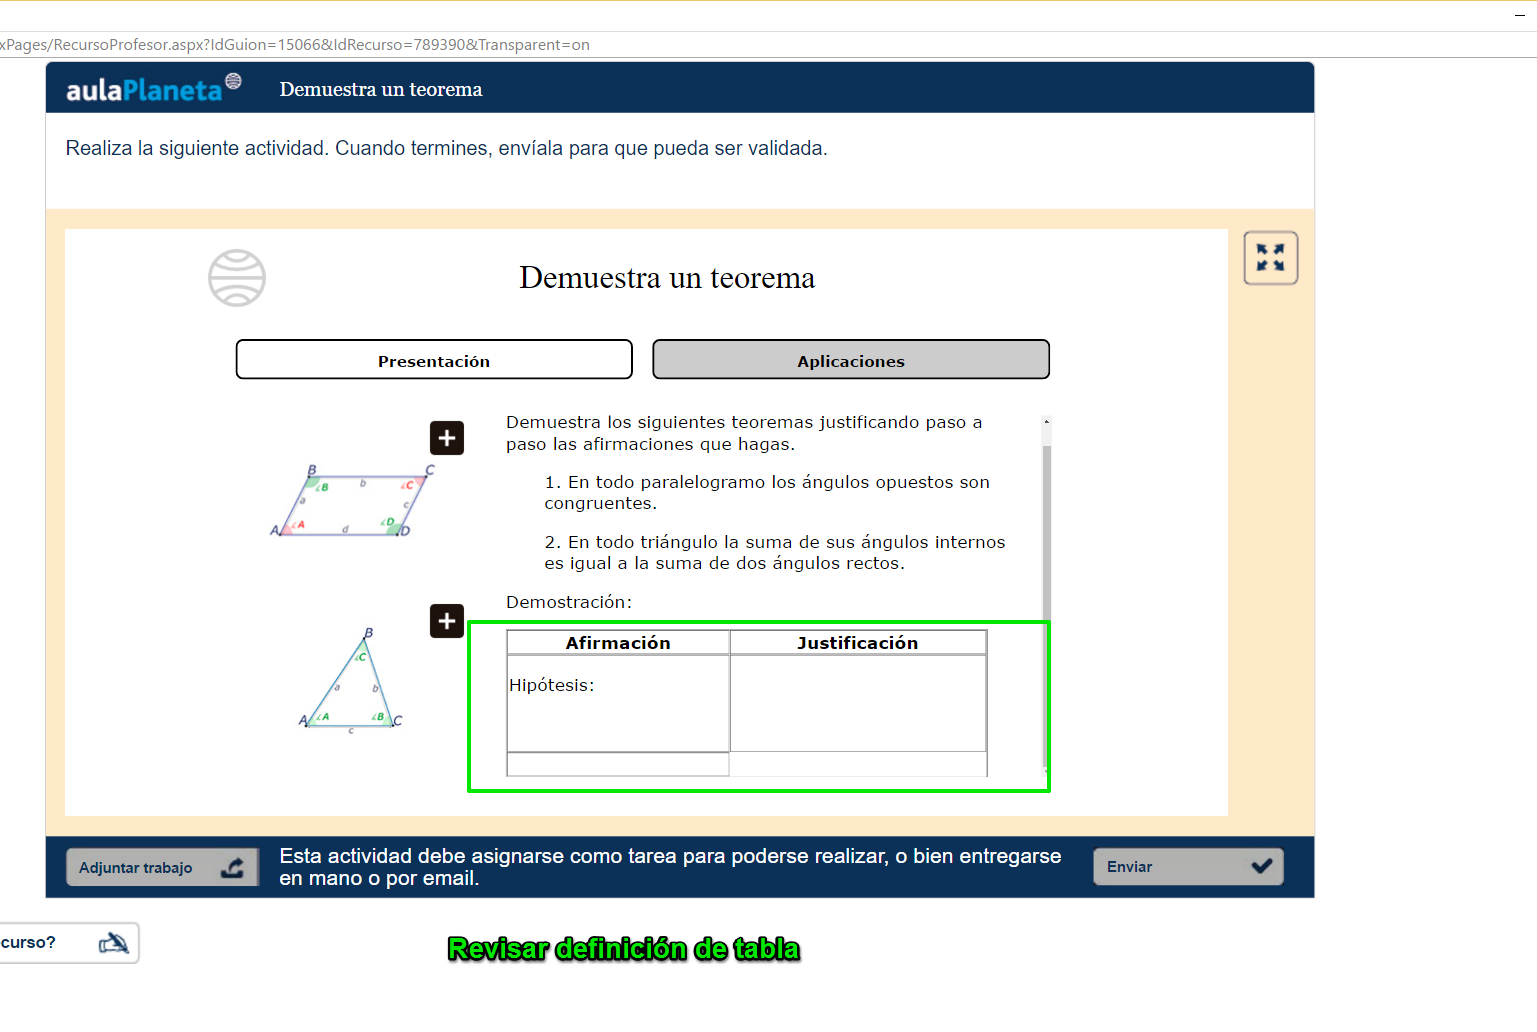 xPages/RecursoProfesor.aspx?IdGuion=15066&IdRecurso=789390&Transparent=on
aulaPlaneta
Demuestra un teorema
Realiza la siguiente actividad. Cuando termines, envíala para que pueda ser validada.
Demuestra un teorema
Presentación
Aplicaciones
Demuestra los siguientes teoremas justificando paso a
paso las afirmaciones que hagas.
1. En todo paralelogramo los ángulos opuestos son
congruentes.
2. En todo triángulo la suma de sus ángulos internos
es igual a la suma de dos ángulos rectos.
Demostración:
Afirmación
Justificación
Hipótesis:
B
C
∠B
b
∠C
a
c
A
∠A
d
∠D
D
B
∠C
a
b
A
∠A
∠B
C
c
Adjuntar trabajo
Esta actividad debe asignarse como tarea para poderse realizar, o bien entregarse
en mano o por email.
Enviar
curso?
Revisar definición de tabla